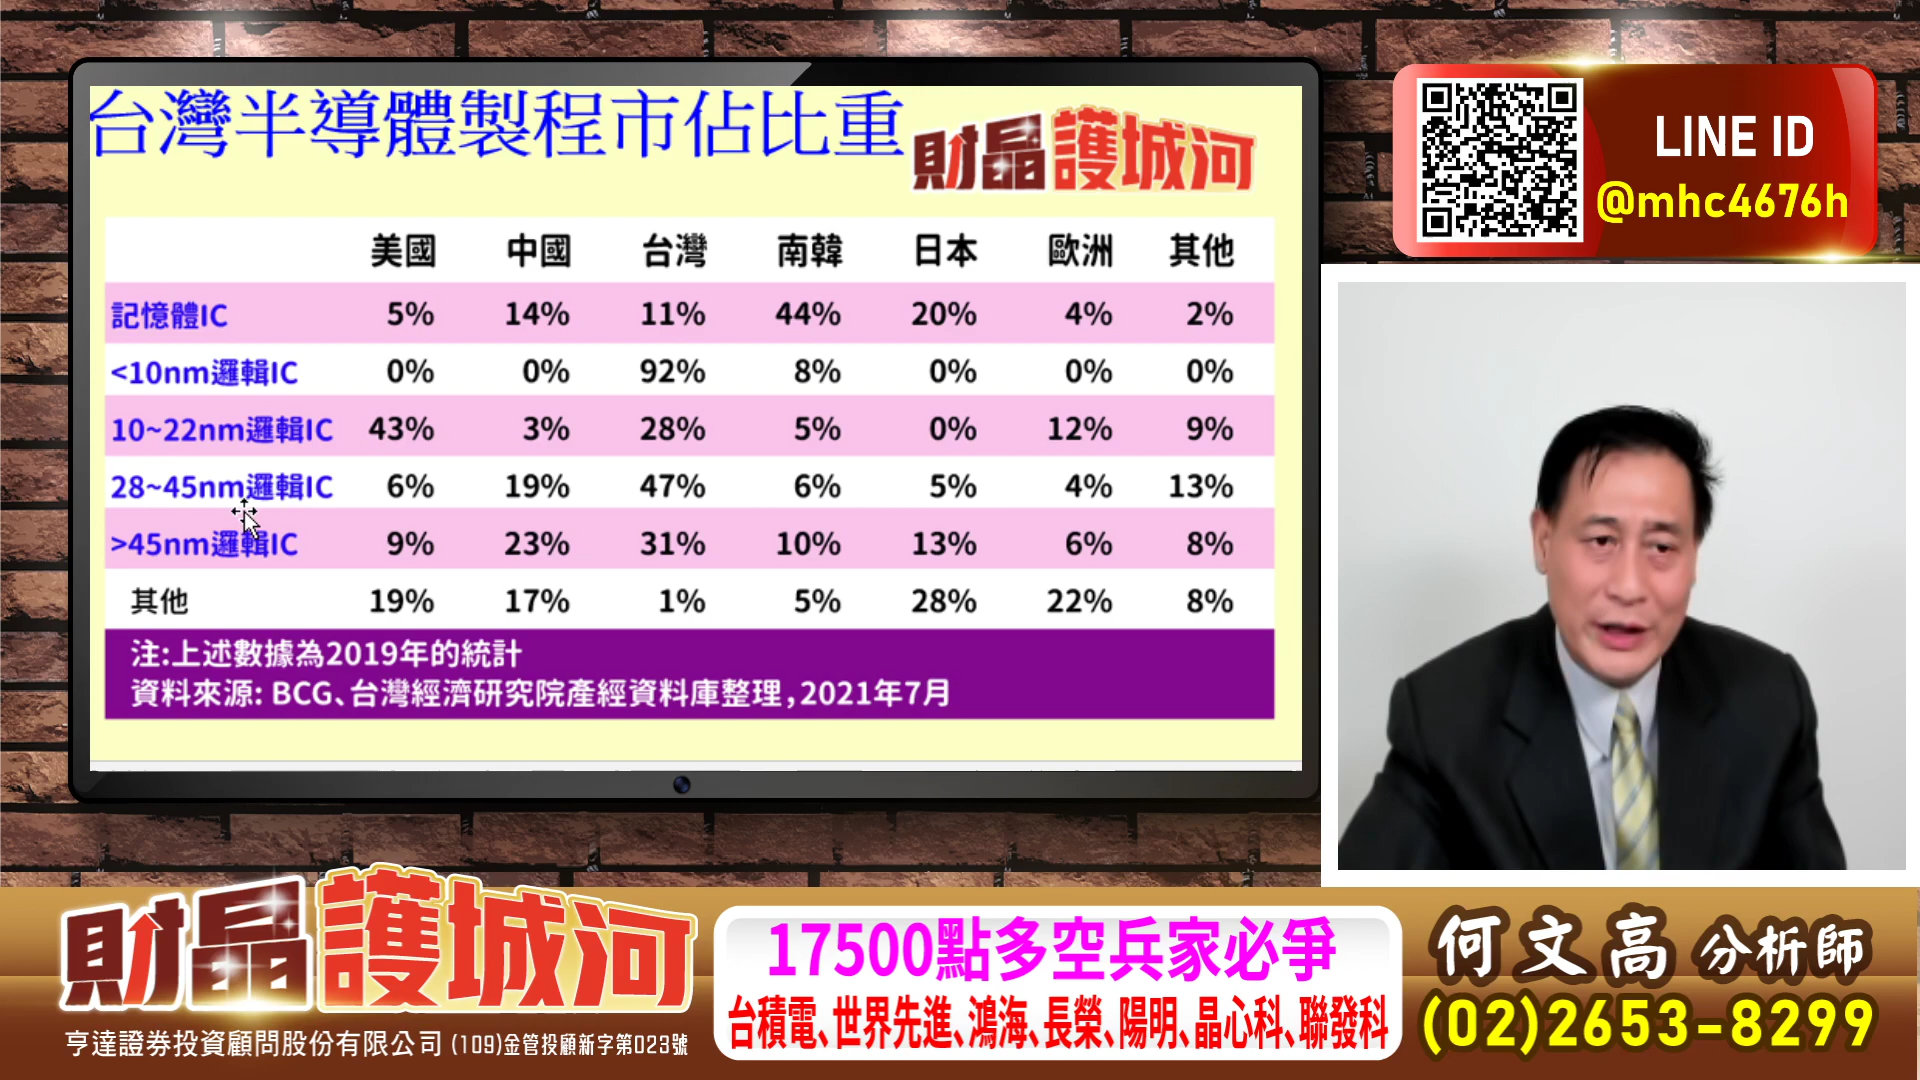 台灣半導體製程市佔比重
財晶護城河
美國 中國 台灣 南韓 日本 歐洲 其他
記憶體IC 5% 14% 11% 44% 20% 4% 2%
<10nm邏輯IC 0% 0% 92% 8% 0% 0% 0%
10~22nm邏輯IC 43% 3% 28% 5% 0% 12% 9%
28~45nm邏輯IC 6% 19% 47% 6% 5% 4% 13%
>45nm邏輯IC 9% 23% 31% 10% 13% 6% 8%
其他 19% 17% 1% 5% 28% 22% 8%
注:上述數據為2019年的統計
資料來源: BCG、台灣經濟研究院產經資料庫整理,2021年7月
LINE ID
@mhc4676h
財晶護城河
亨達證券投資顧問股份有限公司 (109)金管投顧新字第023號
17500點多空兵家必爭
台積電、世界先進、鴻海、長榮、陽明、晶心科、聯發科
何文高 分析師
(02)2653-8299